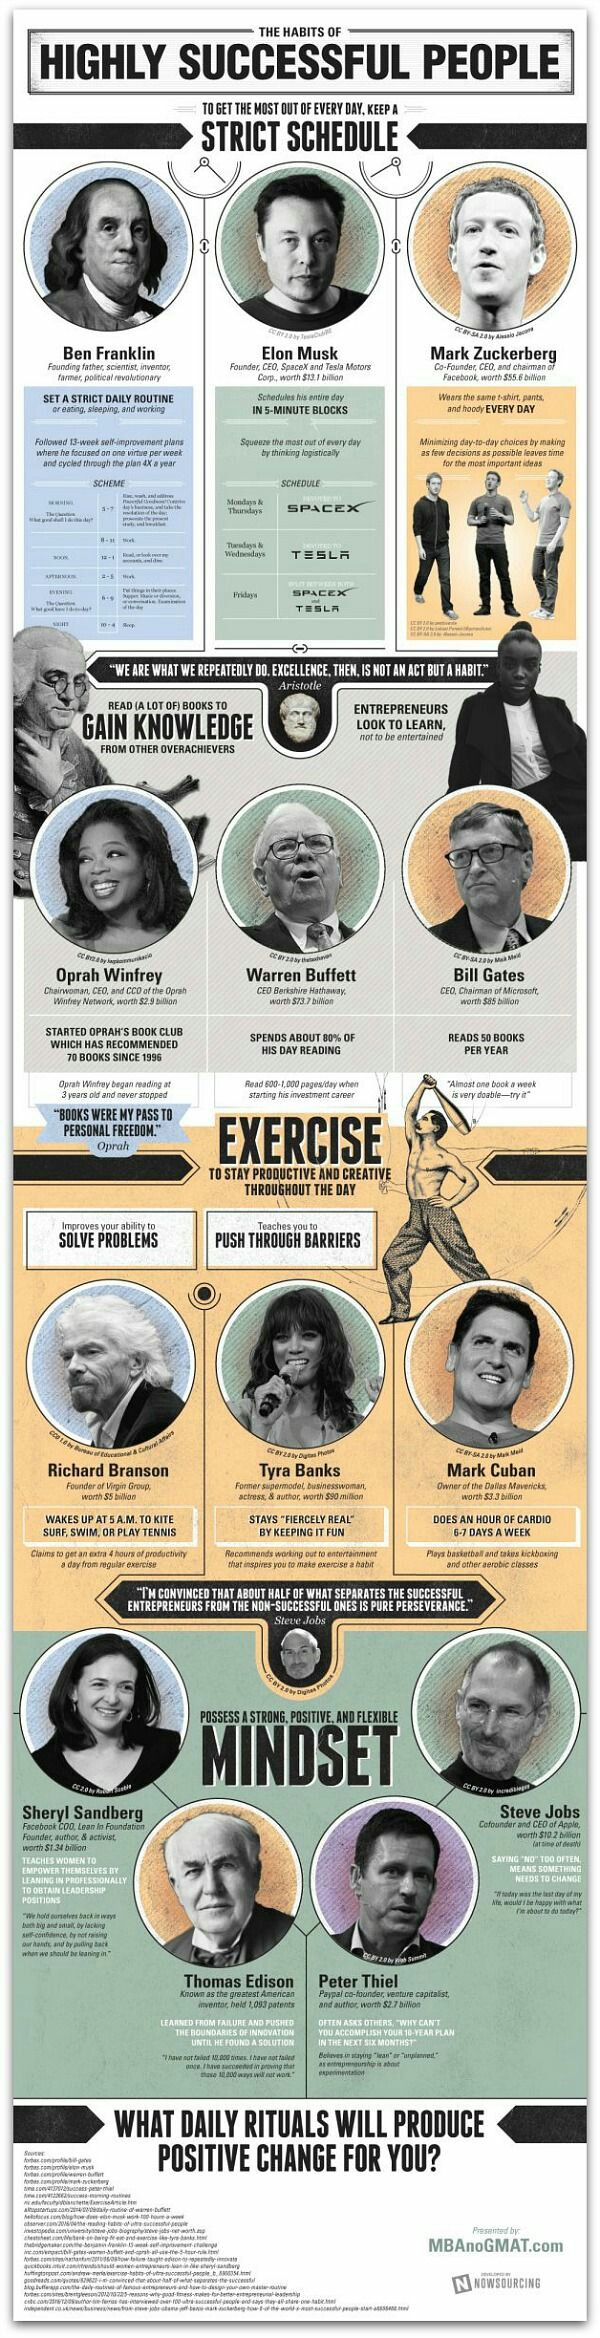 THE HABITS OF
HIGHLY SUCCESSFUL PEOPLE
TO GET THE MOST OUT OF EVERY DAY, KEEP A
STRICT SCHEDULE
CC BY 2.0 by TeslaClubBE
CC BY-SA 2.0 by Alessio Jacona
Ben Franklin
Founding father, scientist, inventor,
farmer, political revolutionary
SET A STRICT DAILY ROUTINE
or eating, sleeping, and working
Followed 13-week self-improvement plans
where he focused on one virtue per week
and cycled through the plan 4X a year
SCHEME
MORNING
The Question
What good shall I do this day?
5 - 7
Rise, wash, and address
Powerful Goodness! Contrive
day's business, and take the
resolution of the day;
prosecute the present
study, and breakfast.
8 - 11 Work.
NOON.
12 - 1
Read, or look over my
accounts, and dine.
AFTERNOON.
2 - 5 Work.
EVENING
The Question
What good have I done to-day?
6 - 9
Put things in their places.
Supper. Music or diversion,
or conversation. Examination
of the day
NIGHT
10 - 4 Sleep.
Elon Musk
Founder, CEO, SpaceX and Tesla Motors
Corp., worth $13.1 billion
Schedules his entire day
IN 5-MINUTE BLOCKS
Squeeze the most out of every day
by thinking logistically
SCHEDULE
Mondays &
Thursdays
DEVOTED TO
SPACEX
Tuesdays &
Wednesdays
DEVOTED TO
TESLA
Fridays
SPLIT BETWEEN BOTH
SPACEX
and
TESLA
Mark Zuckerberg
Co-Founder, CEO, and chairman of
Facebook, worth $55.6 billion
Wears the same t-shirt, pants,
and hoody EVERY DAY
Minimizing day-to-day choices by making
as few decisions as possible leaves time
for the most important ideas
"WE ARE WHAT WE REPEATEDLY DO. EXCELLENCE, THEN, IS NOT AN ACT BUT A HABIT."
Aristotle
READ (A LOT OF) BOOKS TO
GAIN KNOWLEDGE
FROM OTHER OVERACHIEVERS
ENTREPRENEURS
LOOK TO LEARN,
not to be entertained
CC BY-SA 2.0 by Maik Meid
Oprah Winfrey
Chairwoman, CEO, and CCO of the Oprah
Winfrey Network, worth $2.9 billion
STARTED OPRAH'S BOOK CLUB
WHICH HAS RECOMMENDED
70 BOOKS SINCE 1996
Oprah Winfrey began reading at
3 years old and never stopped
"BOOKS WERE MY PASS TO
PERSONAL FREEDOM."
Oprah
Warren Buffett
CEO Berkshire Hathaway,
worth $73.7 billion
SPENDS ABOUT 80% OF
HIS DAY READING
Read 600-1,000 pages/day when
starting his investment career
Bill Gates
CEO, Chairman of Microsoft,
worth $85 billion
READS 50 BOOKS
PER YEAR
"Almost one book a week
is very doable—try it"
EXERCISE
TO STAY PRODUCTIVE AND CREATIVE
THROUGHOUT THE DAY
Improves your ability to
SOLVE PROBLEMS
Teaches you to
PUSH THROUGH BARRIERS
CC0 1.0 by Bureau of Educational & Cultural Affairs
CC BY 2.0 by Digitas Photos
CC BY-SA 2.0 by Maik Meid
Richard Branson
Founder of Virgin Group,
worth $5 billion
WAKES UP AT 5 A.M. TO KITE
SURF, SWIM, OR PLAY TENNIS
Claims to get an extra 4 hours of productivity
a day from regular exercise
Tyra Banks
Former supermodel, businesswoman,
actress, & author, worth $90 million
STAYS "FIERCELY REAL"
BY KEEPING IT FUN
Recommends working out to entertainment
that inspires you to make exercise a habit
Mark Cuban
Owner of the Dallas Mavericks,
worth $3.3 billion
DOES AN HOUR OF CARDIO
6-7 DAYS A WEEK
Plays basketball and takes kickboxing
and other aerobic classes
"I'M CONVINCED THAT ABOUT HALF OF WHAT SEPARATES THE SUCCESSFUL
ENTREPRENEURS FROM THE NON-SUCCESSFUL ONES IS PURE PERSEVERANCE."
Steve Jobs
CC BY 2.0 by Digitas Photos
POSSESS A STRONG, POSITIVE, AND FLEXIBLE
MINDSET
Sheryl Sandberg
Facebook COO, Lean In Foundation
Founder, author, & activist,
worth $1.34 billion
TEACHES WOMEN TO
EMPOWER THEMSELVES BY
LEANING IN PROFESSIONALLY
TO OBTAIN LEADERSHIP
POSITIONS
"We hold ourselves back in ways
both big and small, by lacking
self-confidence, by not raising
our hands, and by pulling back
when we should be leaning in."
Steve Jobs
Cofounder and CEO of Apple,
worth $10.2 billion
(at time of death)
SAYING "NO" TOO OFTEN,
MEANS SOMETHING
NEEDS TO CHANGE
"If today was the last day of my
life, would I be happy with what
I'm about to do today?"
Thomas Edison
Known as the greatest American
inventor, held 1,093 patents
LEARNED FROM FAILURE AND PUSHED
THE BOUNDARIES OF INNOVATION
UNTIL HE FOUND A SOLUTION
"I have not failed 10,000 times. I have not failed
once. I have succeeded in proving that
those 10,000 ways will not work."
CC BY 2.0 by Web Summit
Peter Thiel
Paypal co-founder, venture capitalist,
and author, worth $2.7 billion
OFTEN ASKS OTHERS, "WHY CAN'T
YOU ACCOMPLISH YOUR 10-YEAR PLAN
IN THE NEXT SIX MONTHS?"
Believes in staying "lean" or "unplanned,"
as entrepreneurship is about
experimentation
WHAT DAILY RITUALS WILL PRODUCE
POSITIVE CHANGE FOR YOU?
Sources:
forbes.com/profile/bill-gates
forbes.com/profile/elon-musk
forbes.com/profile/warren-buffett
forbes.com/profile/mark-zuckerberg
Presented by:
MBAnoGMAT.com
DEVELOPED BY
N NOWSOURCING